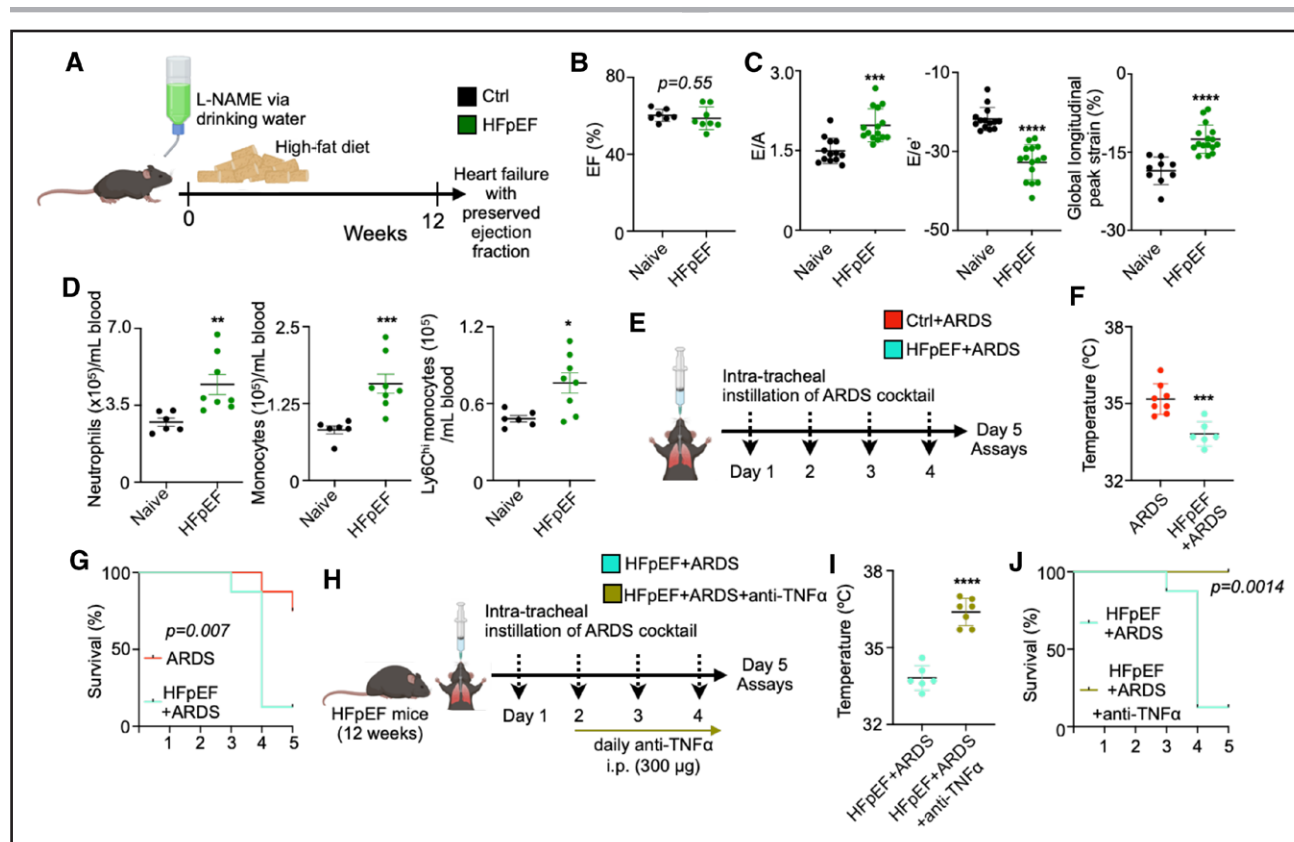 A
L-NAME via
drinking water
High-fat diet
Ctrl
HFpEF
0
12
Weeks
Heart failure
with
preserved
ejection
fraction
B
80
40
0
EF (%)
p=0.55
Naive
HFpEF
C
3.0
1.5
0
E/A
***
Naive
HFpEF
-10
-30
-50
E/e'
****
Naive
HFpEF
0
-15
-30
Global longitudinal
peak strain (%)
****
Naive
HFpEF
D
Neutrophils (x10⁵)/mL blood
7.0
3.5
0
**
Naive
HFpEF
Monocytes (10⁵)/mL blood
2.5
1.25
0
***
Naive
HFpEF
Ly6Cʰⁱ monocytes (10⁵)
/mL blood
1.2
0.6
0
*
Naive
HFpEF
E
Ctrl+ARDS
HFpEF+ARDS
Intra-tracheal
instillation of ARDS cocktail
Day 1
2
3
4
Day 5
Assays
F
Temperature (ºC)
38
35
32
***
ARDS
HFpEF
+ARDS
G
Survival (%)
100
50
0
p=0.007
ARDS
HFpEF
+ARDS
1 2 3 4 5
H
HFpEF+ARDS
HFpEF+ARDS+anti-TNFα
Intra-tracheal
instillation of ARDS cocktail
HFpEF mice
(12 weeks)
Day 1
2
3
4
Day 5
Assays
daily anti-TNFα
i.p. (300 µg)
I
Temperature (ºC)
38
35
32
****
HFpEF+ARDS
HFpEF+ARDS
+anti-TNFα
J
Survival (%)
100
50
0
p=0.0014
HFpEF
+ARDS
HFpEF
+ARDS
+anti-TNFα
1 2 3 4 5